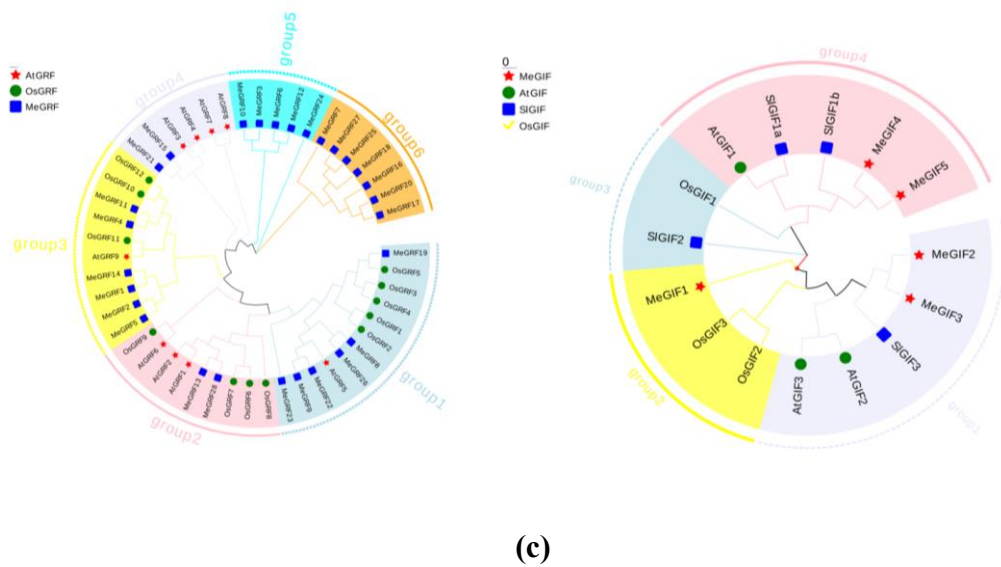 AtGRF
OsGRF
MeGRF
group5
group4
group6
group3
group2
group1
MeGRF10
MeGRF3
MeGRF6
MeGRF12
MeGRF24
MeGRF7
MeGRF27
MeGRF25
MeGRF18
MeGRF16
MeGRF20
MeGRF17
MeGRF19
OsGRF5
OsGRF3
OsGRF4
OsGRF1
OsGRF2
MeGRF8
MeGRF26
AtGRF5
MeGRF22
MeGRF9
MeGRF23
OsGRF8
OsGRF6
OsGRF7
MeGRF28
MeGRF13
AtGRF1
AtGRF2
AtGRF6
OsGRF9
MeGRF5
MeGRF2
MeGRF1
MeGRF14
AtGRF9
OsGRF11
MeGRF4
MeGRF11
OsGRF10
OsGRF12
MeGRF21
MeGRF15
AtGRF3
AtGRF4
AtGRF7
AtGRF8
0
MeGIF
AtGIF
SlGIF
OsGIF
group4
group3
group2
group1
AtGIF1
SlGIF1a
SlGIF1b
MeGIF4
MeGIF5
MeGIF2
MeGIF3
SlGIF3
AtGIF2
AtGIF3
OsGIF2
OsGIF3
MeGIF1
SlGIF2
OsGIF1
(c)